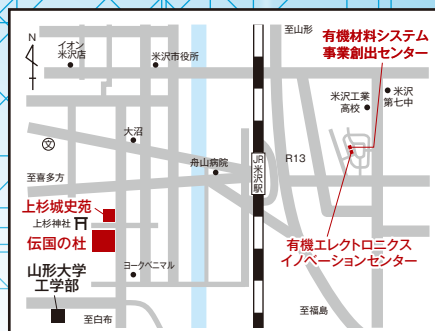 至山形
有機材料システム
事業創出センター
N
イオン
米沢店
米沢市役所
米沢工業
高校
米沢
第七中
大沼
文
舟山病院
JR米沢駅
R13
至喜多方
上杉城史苑
上杉神社
伝国の杜
有機エレクトロニクス
イノベーションセンター
山形大学
工学部
ヨークベニマル
至白布
至福島